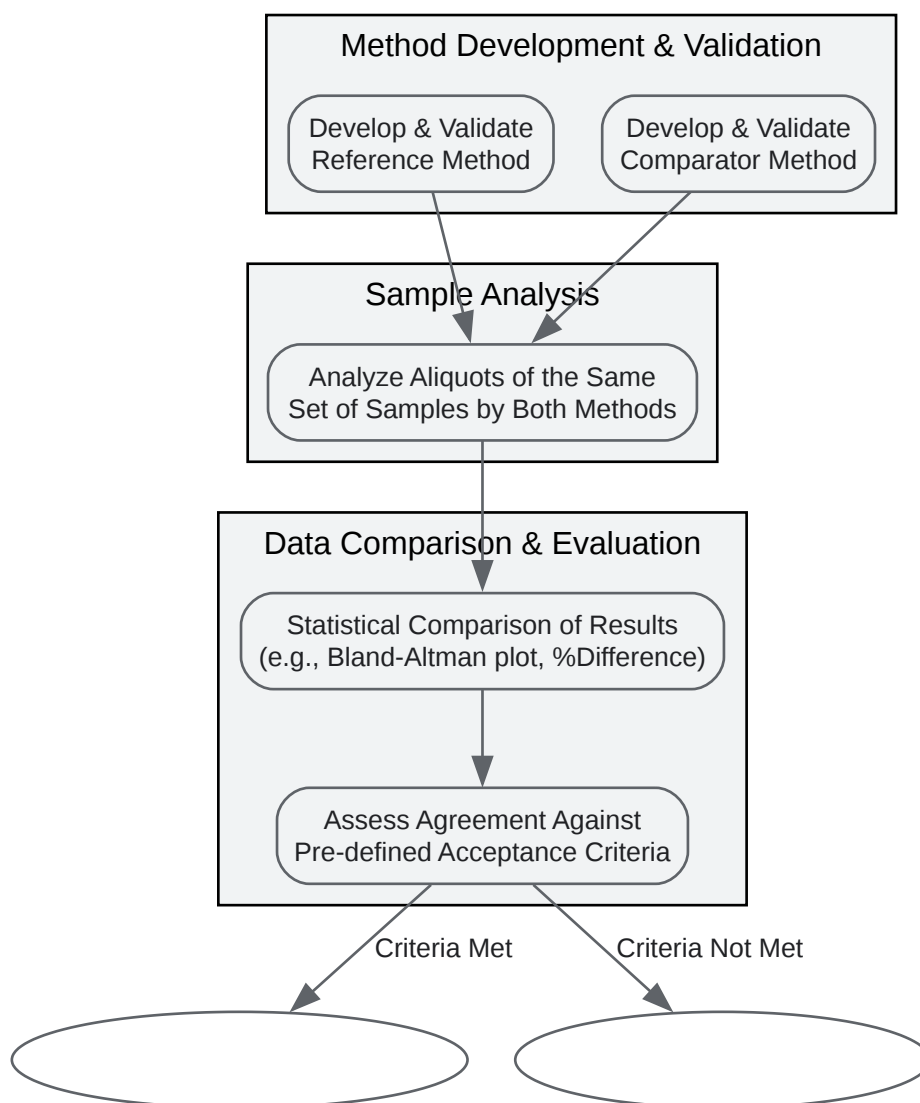 Method Development & Validation
Develop & Validate
Reference Method
Develop & Validate
Comparator Method
Sample Analysis
Analyze Aliquots of the Same
Set of Samples by Both Methods
Data Comparison & Evaluation
Statistical Comparison of Results
(e.g., Bland-Altman plot, %Difference)
Assess Agreement Against
Pre-defined Acceptance Criteria
Criteria Met
Criteria Not Met